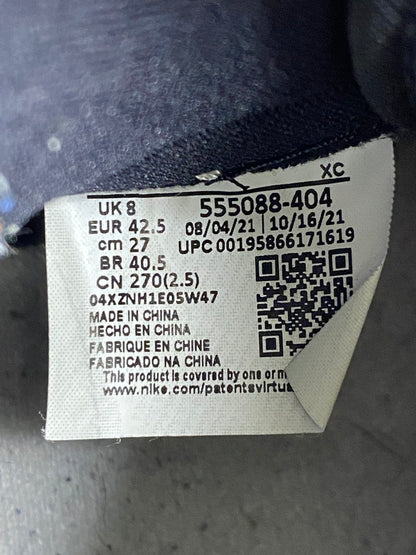 XC
UK 8 555088-404
EUR 42.5 08/04/21 | 10/16/21
cm 27 UPC 00195866171619
BR 40.5
CN 270(2.5)
04XZNH1E05W47
MADE IN CHINA
HECHO EN CHINA
FABRIQUE EN CHINE
FABRICADO NA CHINA
This product is covered by one or m
www.nike.com/patentsvirtua